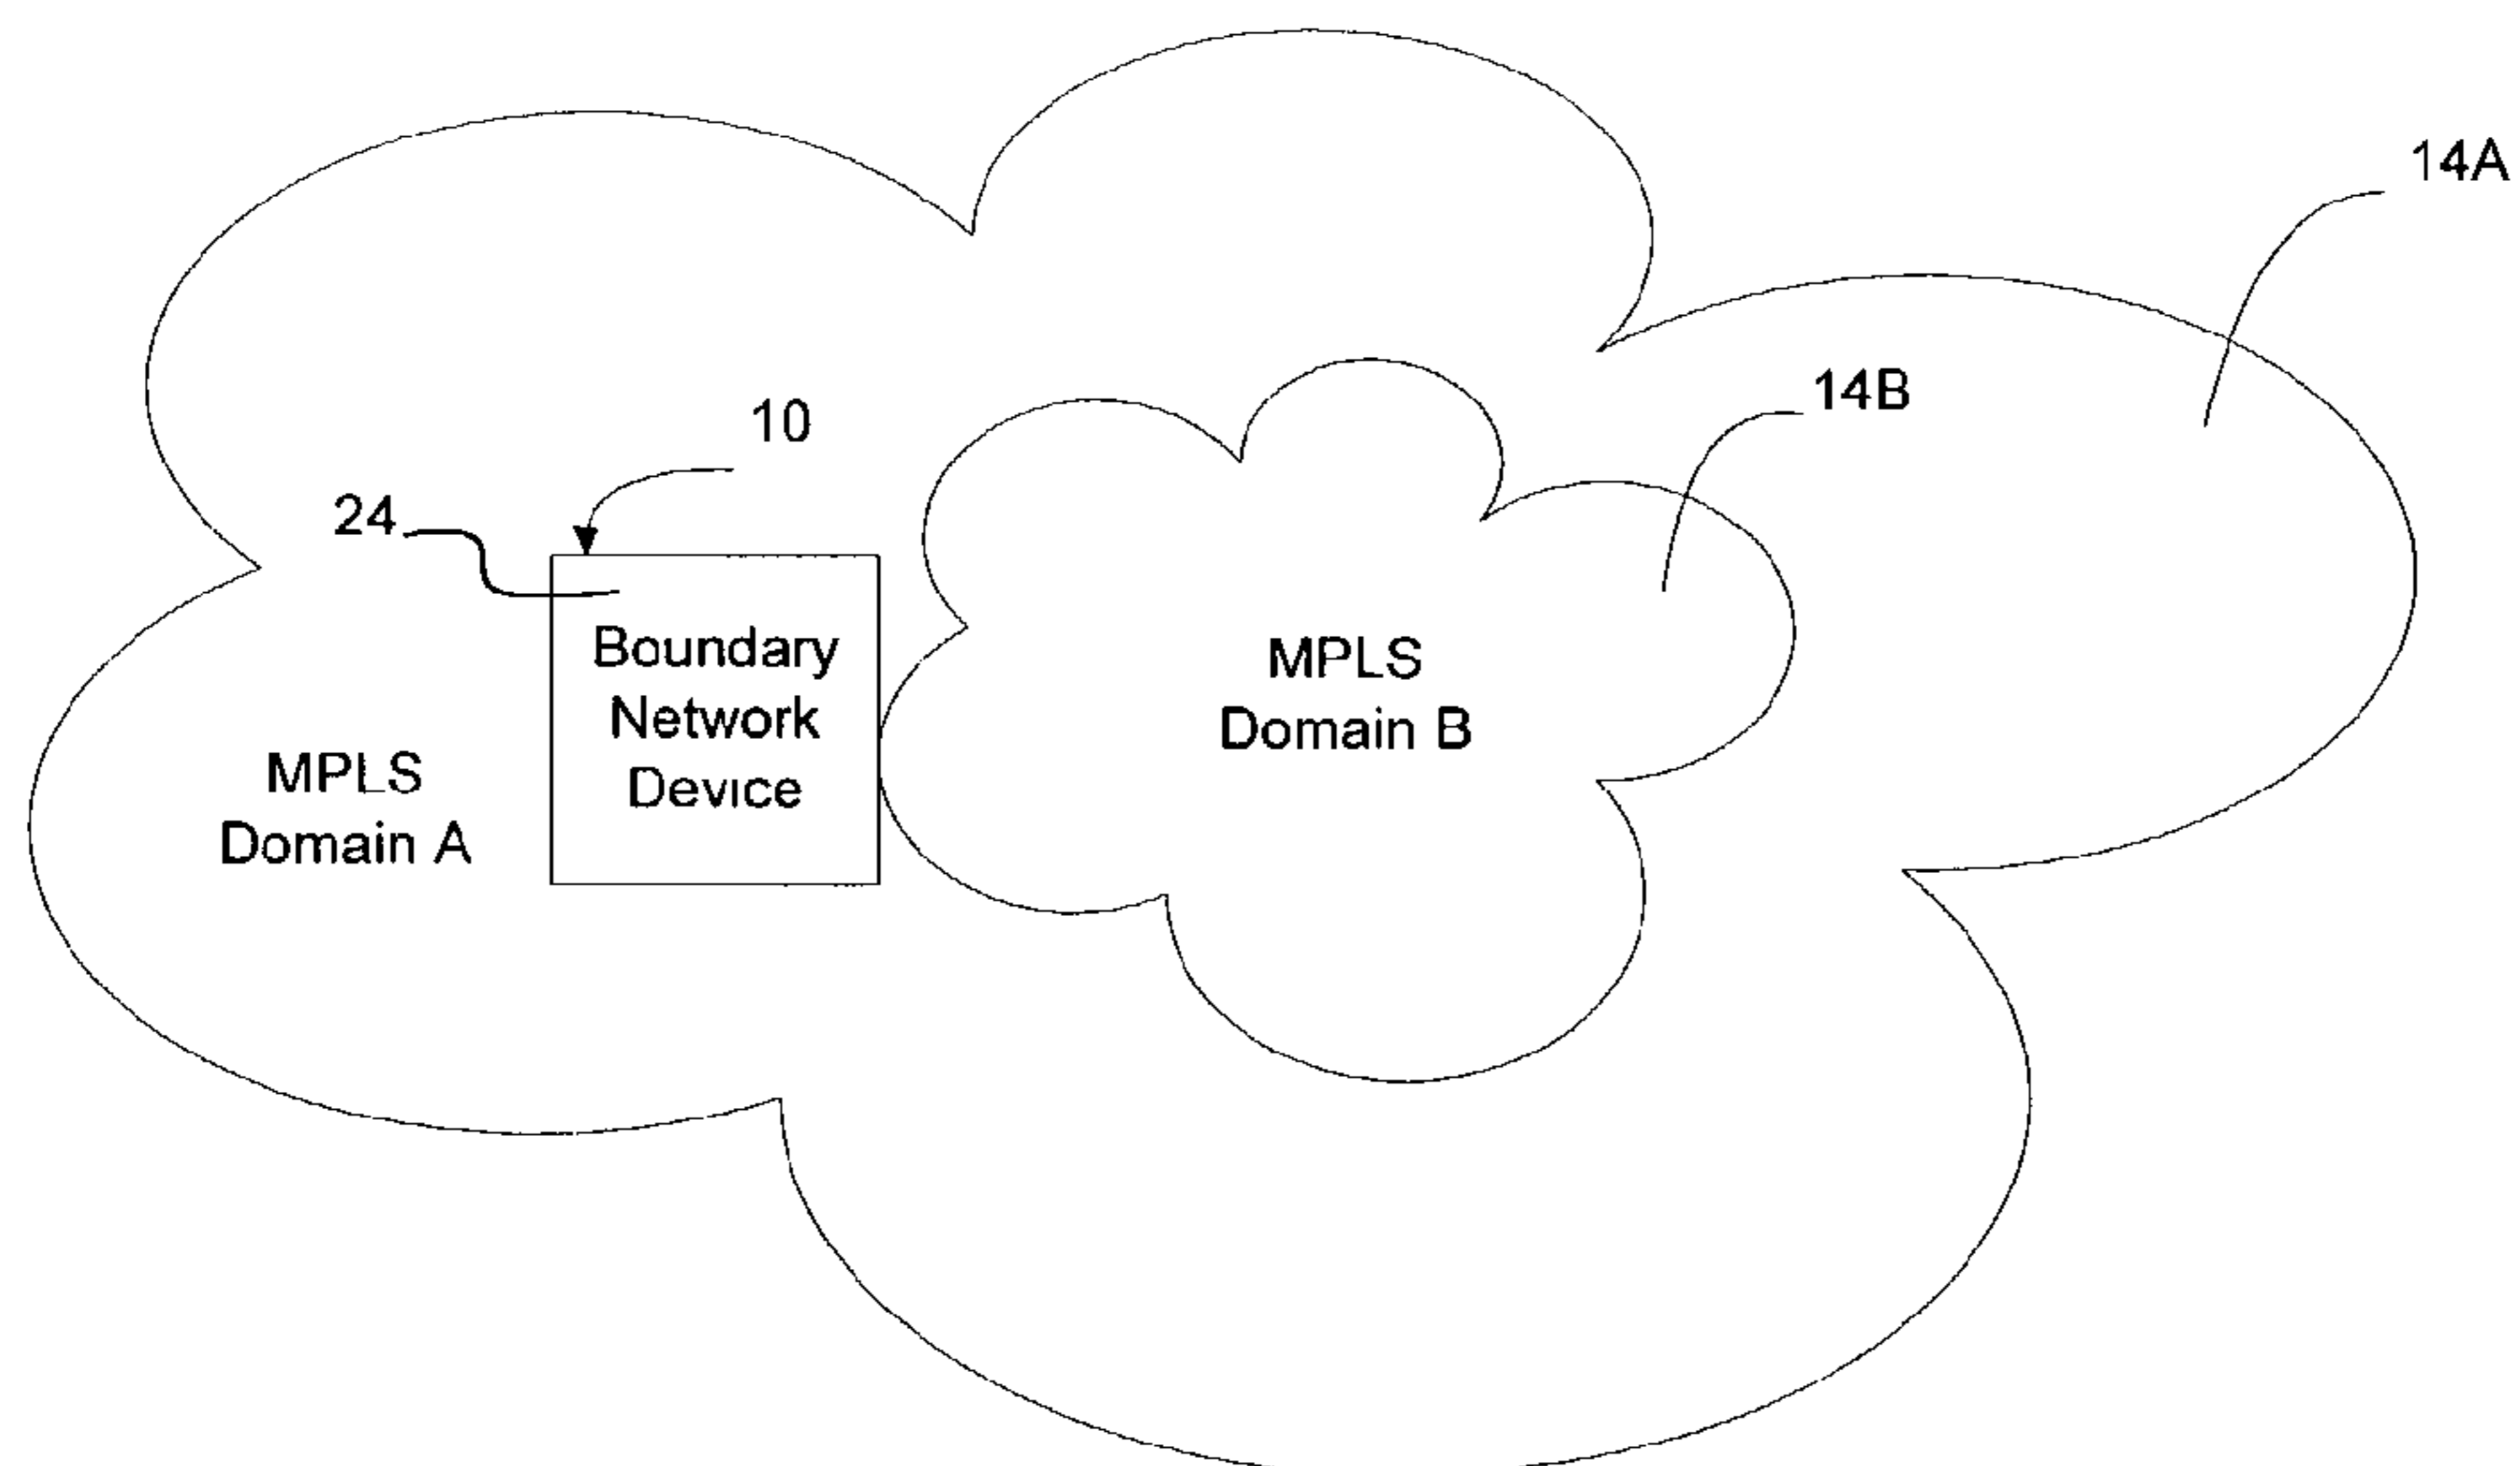 14A
14B
10
24
Boundary
Network
Device
MPLS
Domain B
MPLS
Domain A